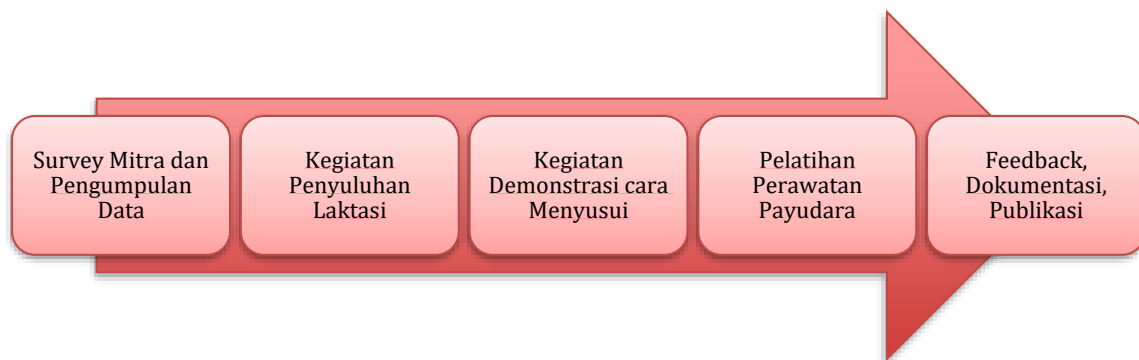 Survey Mitra dan
Pengumpulan
Data
Kegiatan
Penyuluhan
Laktasi
Kegiatan
Demonstrasi cara
Menyusui
Pelatihan
Perawatan
Payudara
Feedback,
Dokumentasi,
Publikasi